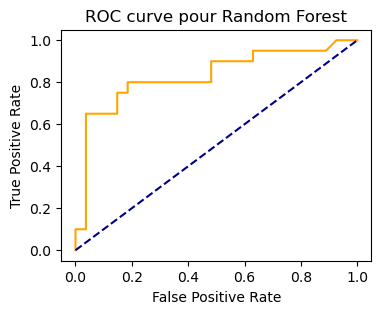 ROC curve pour Random Forest
1.0
0.8
0.6
0.4
0.2
0.0
True Positive Rate
0.0 0.2 0.4 0.6 0.8 1.0
False Positive Rate